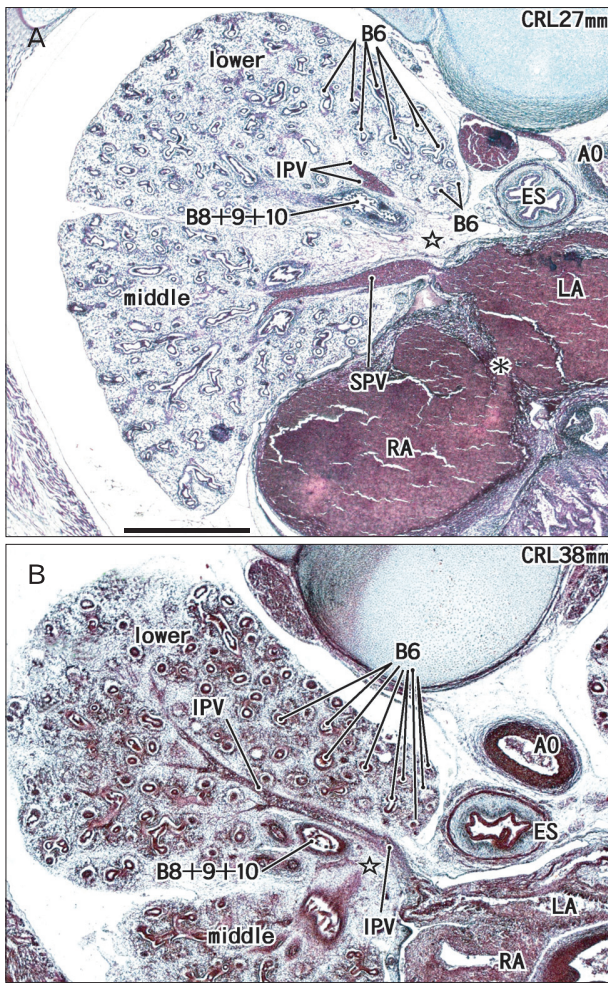 A
CRL27mm
B6
lower
AO
IPV
ES
B8+9+10
B6
☆
middle
LA
SPV
*
RA
B
CRL38mm
lower
B6
IPV
AO
ES
B8+9+10
☆
IPV
LA
middle
RA